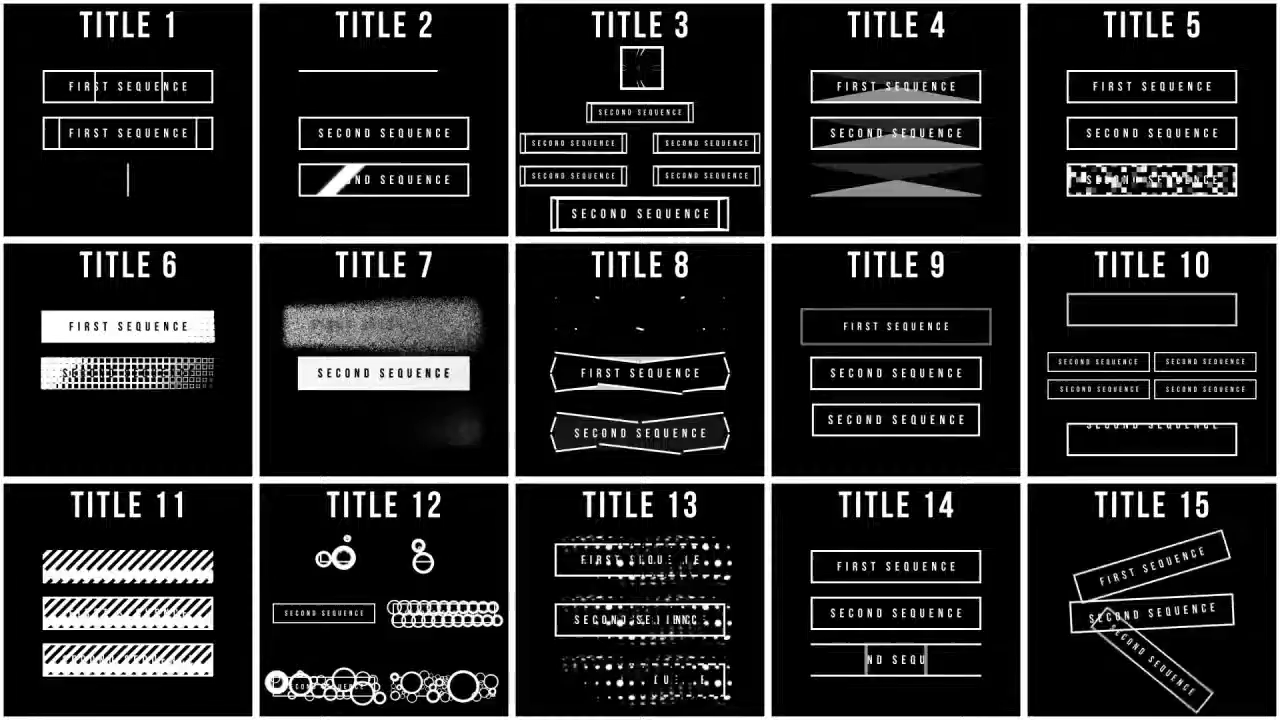 TITLE 1
FIRST SEQUENCE
FIRST SEQUENCE
TITLE 2
SECOND SEQUENCE
ND SEQUENCE
TITLE 3
SECOND SEQUENCE
SECOND SEQUENCE
SECOND SEQUENCE
SECOND SEQUENCE
SECOND SEQUENCE
SECOND SEQUENCE
TITLE 4
FIRST SEQUENCE
SECOND SEQUENCE
TITLE 5
FIRST SEQUENCE
SECOND SEQUENCE
TITLE 6
FIRST SEQUENCE
TITLE 7
SECOND SEQUENCE
TITLE 8
FIRST SEQUENCE
SECOND SEQUENCE
TITLE 9
FIRST SEQUENCE
SECOND SEQUENCE
SECOND SEQUENCE
TITLE 10
SECOND SEQUENCE
SECOND SEQUENCE
SECOND SEQUENCE
SECOND SEQUENCE
SECOND SEQUENCE
TITLE 11
TITLE 12
SECOND SEQUENCE
TITLE 13
FIRST
TITLE 14
FIRST SEQUENCE
SECOND SEQUENCE
ND SEQU
TITLE 15
FIRST SEQUENCE
SECOND SEQUENCE
SECOND SEQUENCE